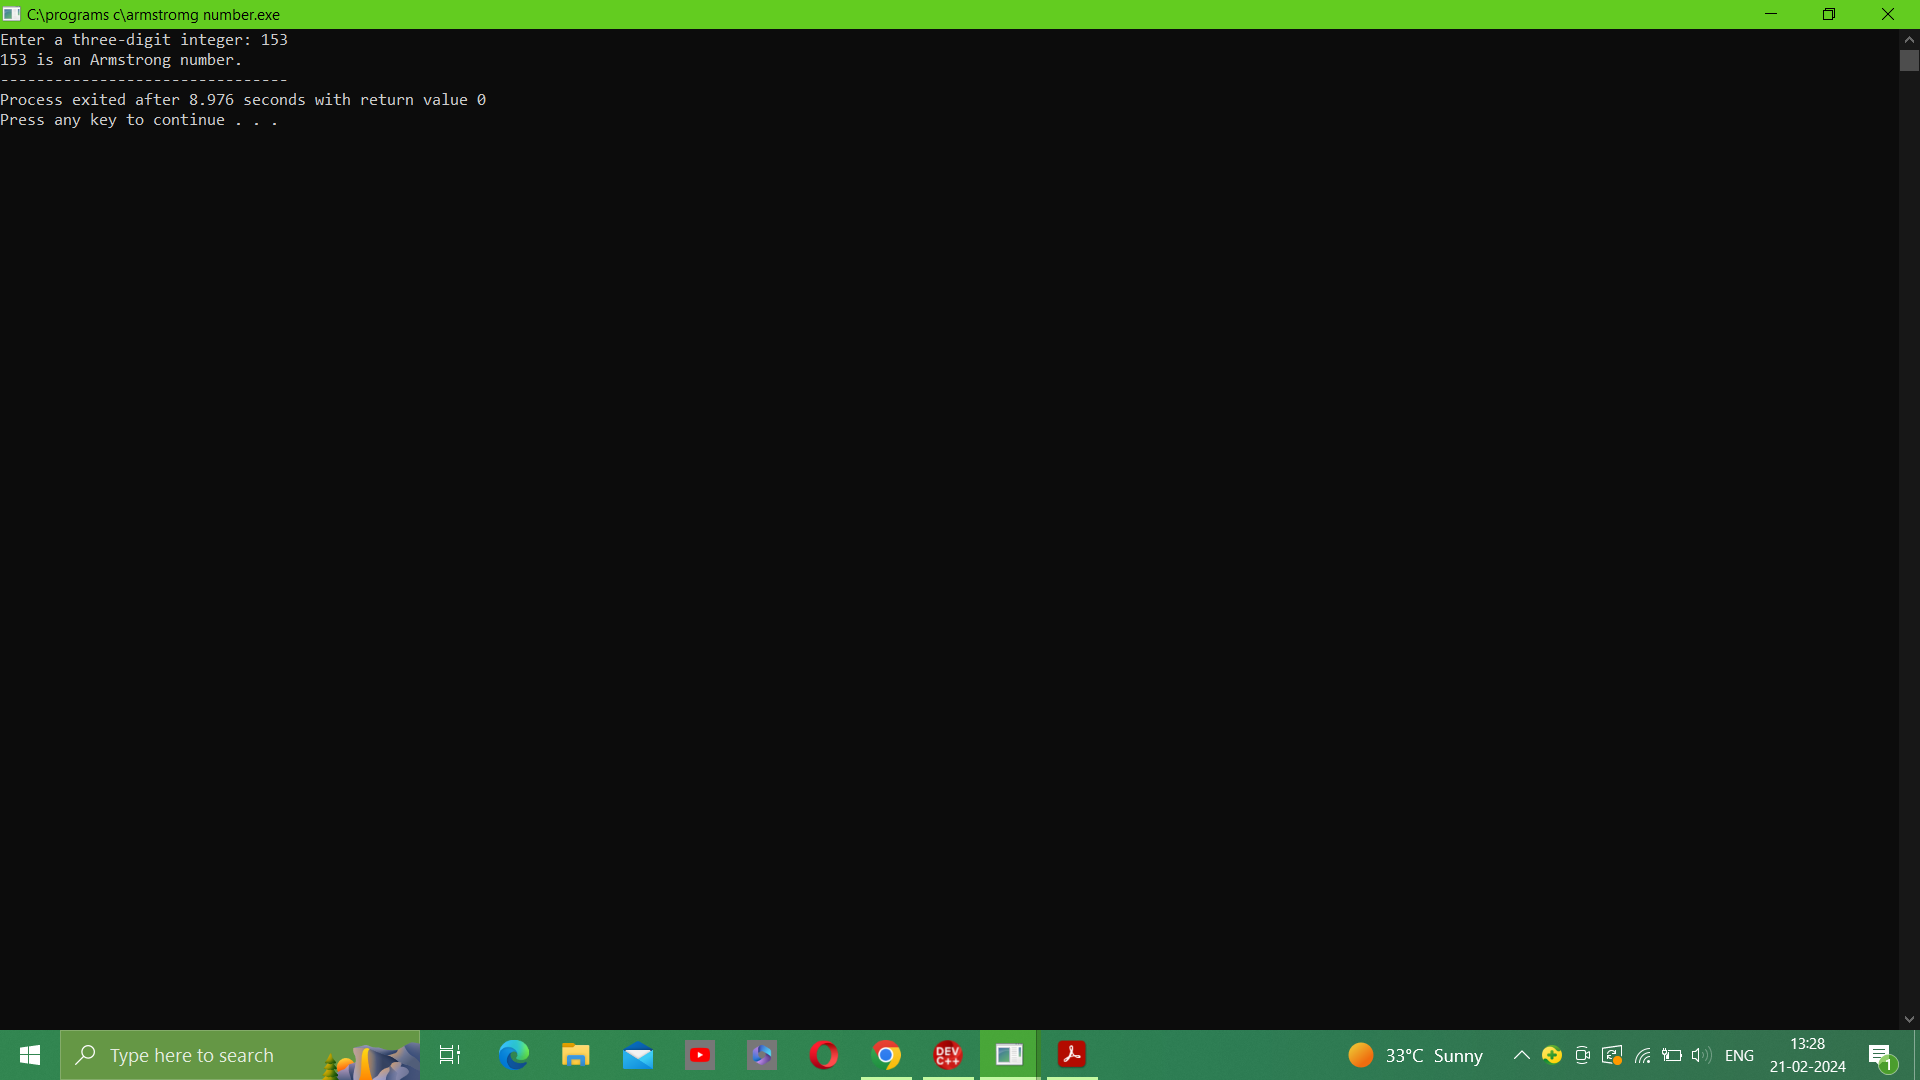 C:\programs c\armstromg number.exe
Enter a three-digit integer: 153
153 is an Armstrong number.
--------------------------------
Process exited after 8.976 seconds with return value 0
Press any key to continue . . .
Type here to search
DEV C++
33°C Sunny
ENG
13:28
21-02-2024
1